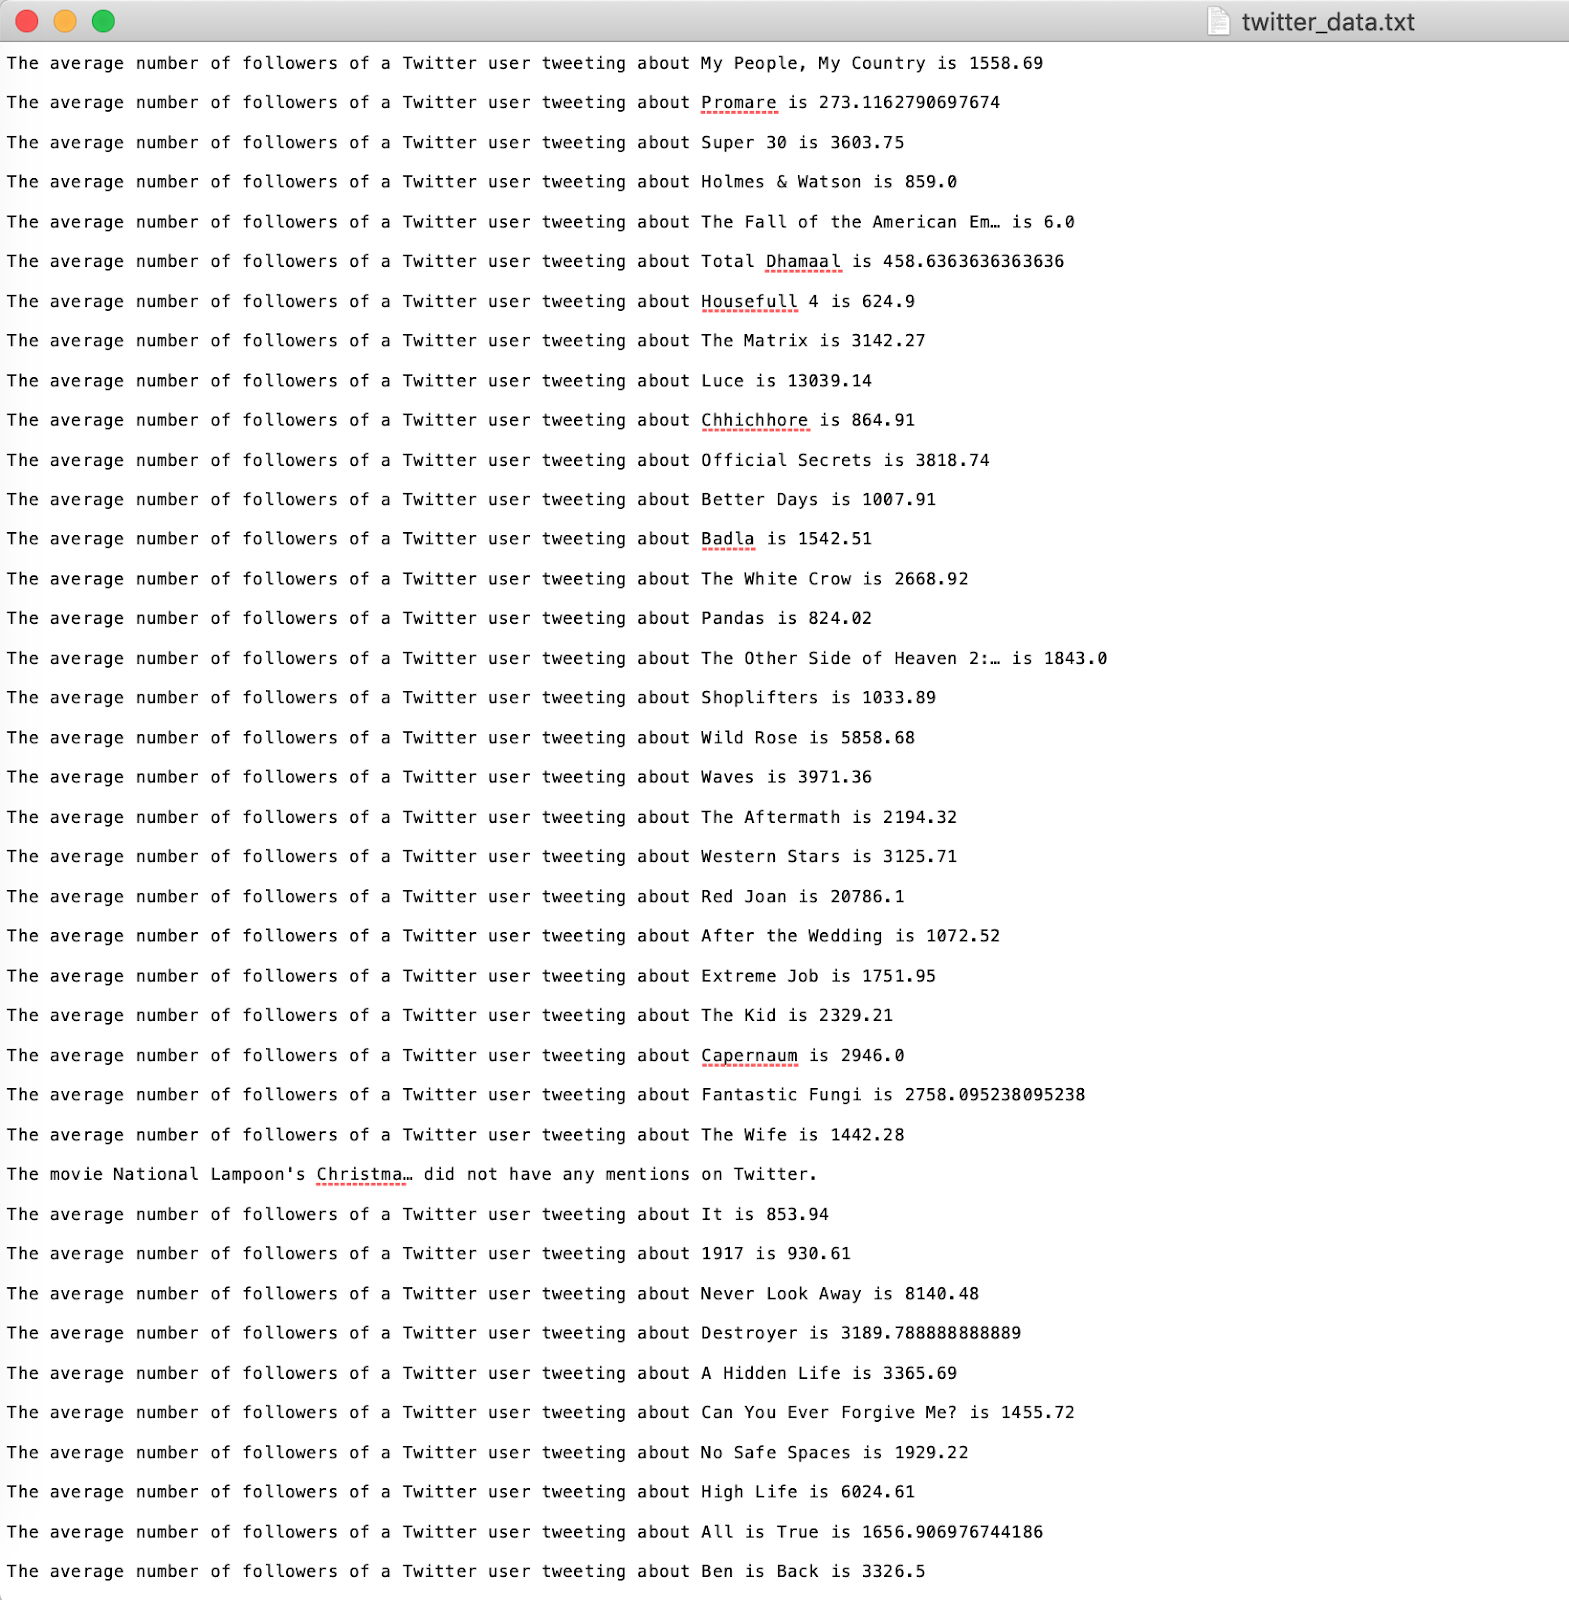 twitter_data.txt
The average number of followers of a Twitter user tweeting about My People, My Country is 1558.69
The average number of followers of a Twitter user tweeting about Promare is 273.1162790697674
The average number of followers of a Twitter user tweeting about Super 30 is 3603.75
The average number of followers of a Twitter user tweeting about Holmes & Watson is 859.0
The average number of followers of a Twitter user tweeting about The Fall of the American Em… is 6.0
The average number of followers of a Twitter user tweeting about Total Dhamaal is 458.6363636363636
The average number of followers of a Twitter user tweeting about Housefull 4 is 624.9
The average number of followers of a Twitter user tweeting about The Matrix is 3142.27
The average number of followers of a Twitter user tweeting about Luce is 13039.14
The average number of followers of a Twitter user tweeting about Chhichhore is 864.91
The average number of followers of a Twitter user tweeting about Official Secrets is 3818.74
The average number of followers of a Twitter user tweeting about Better Days is 1007.91
The average number of followers of a Twitter user tweeting about Badla is 1542.51
The average number of followers of a Twitter user tweeting about The White Crow is 2668.92
The average number of followers of a Twitter user tweeting about Pandas is 824.02
The average number of followers of a Twitter user tweeting about The Other Side of Heaven 2:… is 1843.0
The average number of followers of a Twitter user tweeting about Shoplifters is 1033.89
The average number of followers of a Twitter user tweeting about Wild Rose is 5858.68
The average number of followers of a Twitter user tweeting about Waves is 3971.36
The average number of followers of a Twitter user tweeting about The Aftermath is 2194.32
The average number of followers of a Twitter user tweeting about Western Stars is 3125.71
The average number of followers of a Twitter user tweeting about Red Joan is 20786.1
The average number of followers of a Twitter user tweeting about After the Wedding is 1072.52
The average number of followers of a Twitter user tweeting about Extreme Job is 1751.95
The average number of followers of a Twitter user tweeting about The Kid is 2329.21
The average number of followers of a Twitter user tweeting about Capernaum is 2946.0
The average number of followers of a Twitter user tweeting about Fantastic Fungi is 2758.095238095238
The average number of followers of a Twitter user tweeting about The Wife is 1442.28
The movie National Lampoon's Christma… did not have any mentions on Twitter.
The average number of followers of a Twitter user tweeting about It is 853.94
The average number of followers of a Twitter user tweeting about 1917 is 930.61
The average number of followers of a Twitter user tweeting about Never Look Away is 8140.48
The average number of followers of a Twitter user tweeting about Destroyer is 3189.788888888889
The average number of followers of a Twitter user tweeting about A Hidden Life is 3365.69
The average number of followers of a Twitter user tweeting about Can You Ever Forgive Me? is 1455.72
The average number of followers of a Twitter user tweeting about No Safe Spaces is 1929.22
The average number of followers of a Twitter user tweeting about High Life is 6024.61
The average number of followers of a Twitter user tweeting about All is True is 1656.906976744186
The average number of followers of a Twitter user tweeting about Ben is Back is 3326.5